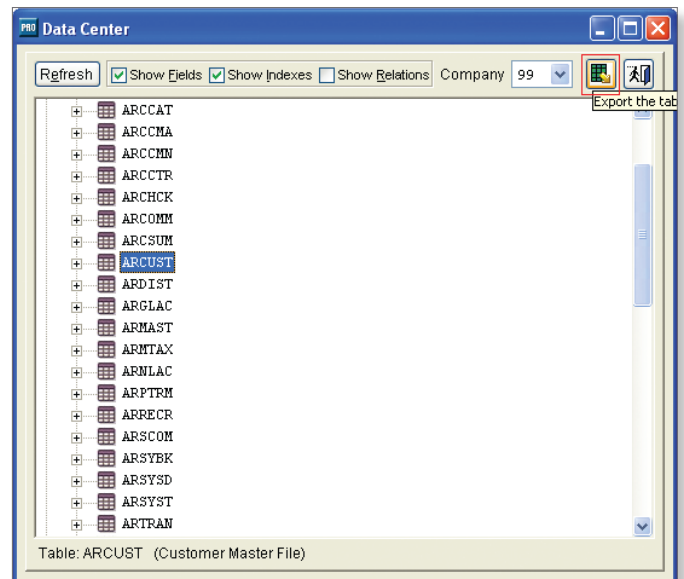 PRO Data Center
Refresh Show Fields Show Indexes Show Relations Company 99
Export the tab
ARCCAT
ARCCMA
ARCCMN
ARCCTR
ARCHCK
ARCOMM
ARCSUM
ARCUST
ARDIST
ARGLAC
ARMAST
ARMTAX
ARNLAC
ARPTRM
ARRECR
ARSCOM
ARSYBK
ARSYSD
ARSYST
ARTRAN
Table: ARCUST (Customer Master File)